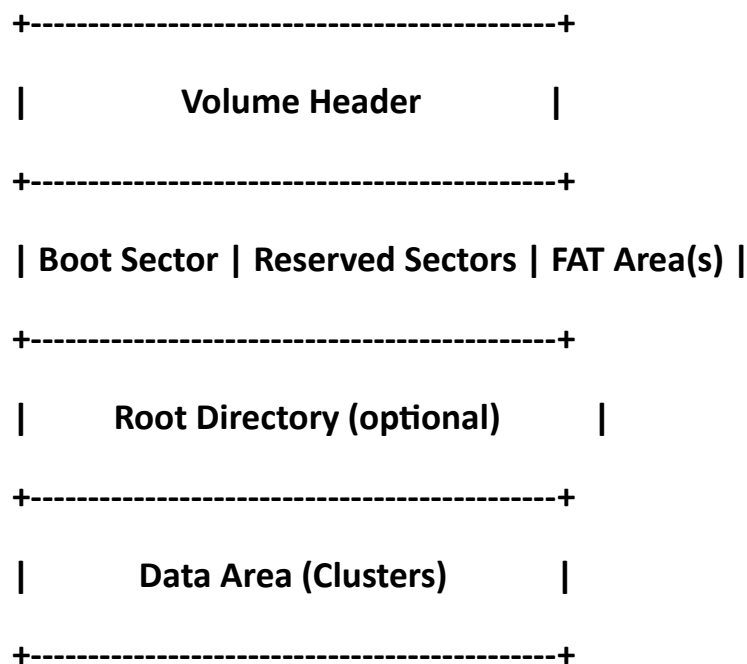 +----------------------------------------------+
|                Volume Header             |
+----------------------------------------------+
| Boot Sector | Reserved Sectors | FAT Area(s) |
+----------------------------------------------+
|         Root Directory (optional)         |
+----------------------------------------------+
|           Data Area (Clusters)           |
+----------------------------------------------+